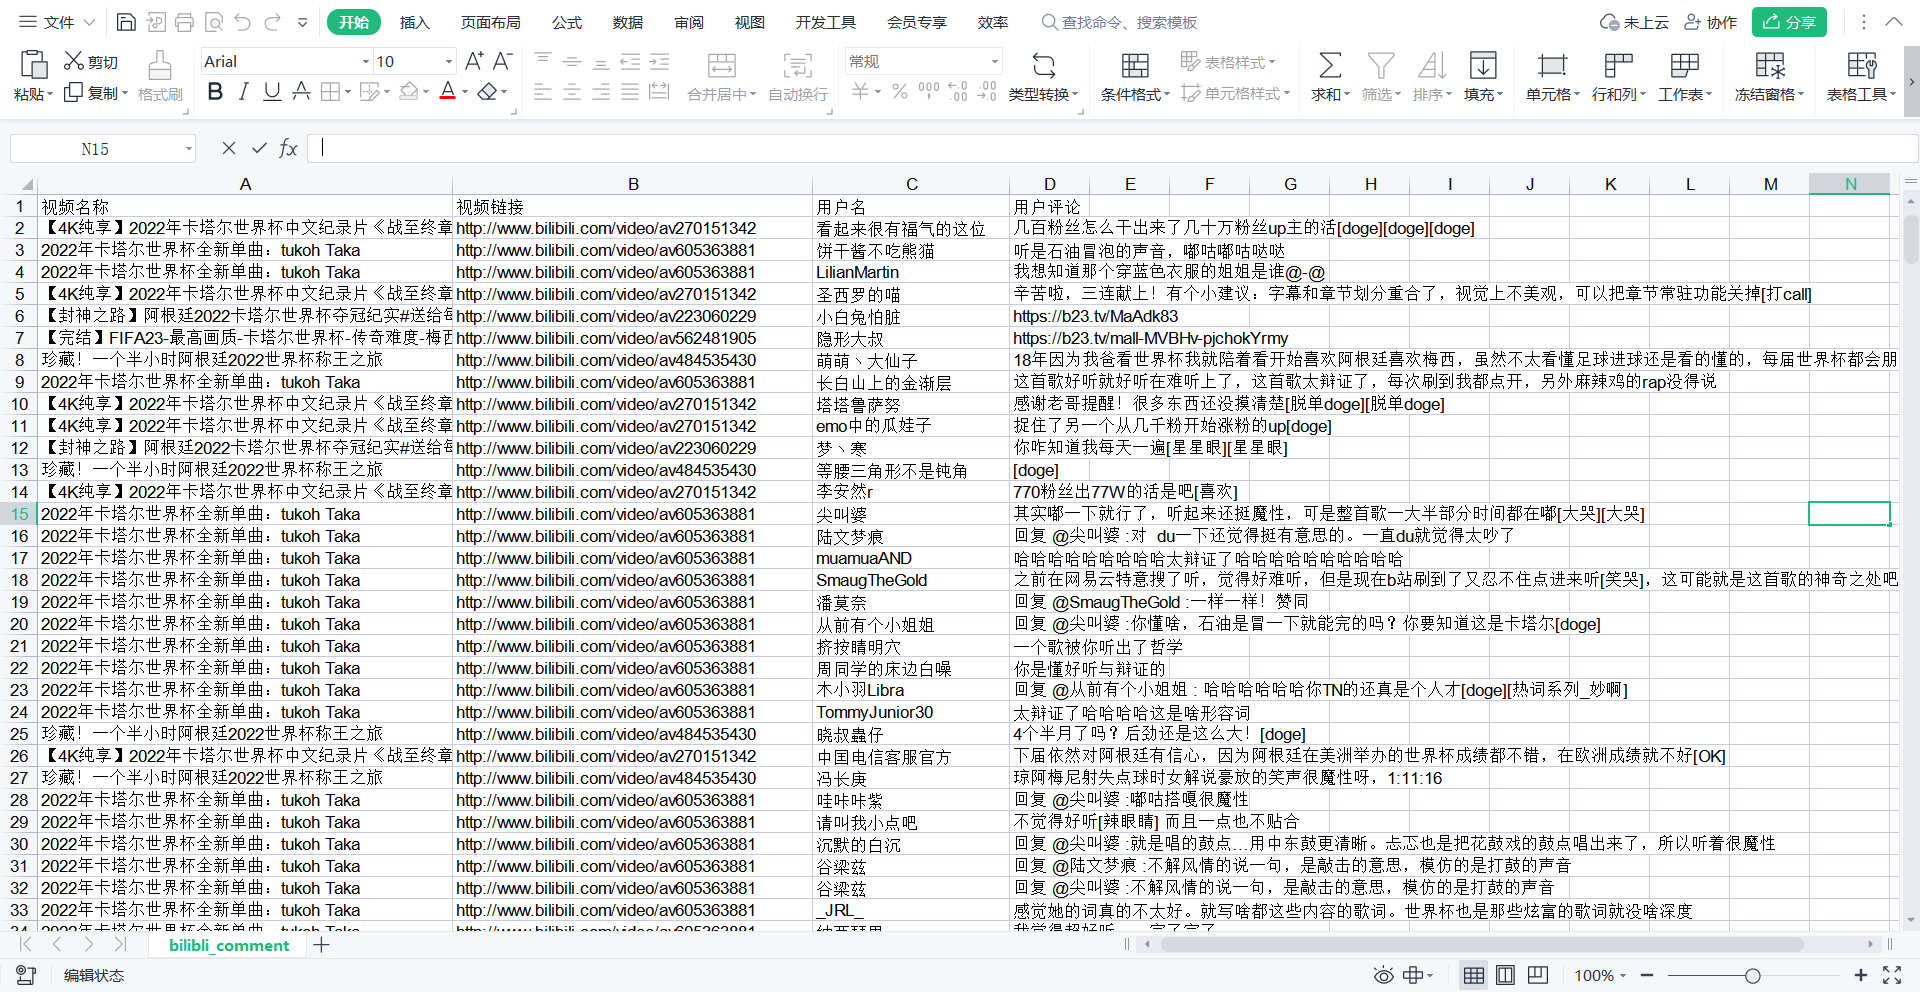 文件 开始 插入 页面布局 公式 数据 审阅 视图 开发工具 会员专享 效率 查找命令、搜索模板 未上云 协作 分享
剪切 Arial 10 A+ A- 常规 表格样式
粘贴 复制 格式刷 B I U A 合并居中 自动换行 ¥ % 000 类型转换 条件格式 单元格样式 求和 筛选 排序 填充 单元格 行和列 工作表 冻结窗格 表格工具
N15 fx
A B C D E F G H I J K L M N
1 视频名称 视频链接 用户名 用户评论
2 【4K纯享】2022年卡塔尔世界杯中文纪录片《战至终章 http://www.bilibili.com/video/av270151342 看起来很有福气的这位 几百粉丝怎么干出来了几十万粉丝up主的活[doge][doge][doge]
3 2022年卡塔尔世界杯全新单曲：tukoh Taka http://www.bilibili.com/video/av605363881 饼干酱不吃熊猫 听是石油冒泡的声音，嘟咕嘟咕哒哒
4 2022年卡塔尔世界杯全新单曲：tukoh Taka http://www.bilibili.com/video/av605363881 LilianMartin 我想知道那个穿蓝色衣服的姐姐是谁@-@
5 【4K纯享】2022年卡塔尔世界杯中文纪录片《战至终章 http://www.bilibili.com/video/av270151342 圣西罗的喵 辛苦啦，三连献上！有个小建议：字幕和章节划分重合了，视觉上不美观，可以把章节常驻功能关掉[打call]
6 【封神之路】阿根廷2022卡塔尔世界杯夺冠纪实#送给每 http://www.bilibili.com/video/av223060229 小白兔怕脏 https://b23.tv/MaAdk83
7 【完结】FIFA23-最高画质-卡塔尔世界杯-传奇难度-梅西 http://www.bilibili.com/video/av562481905 隐形大叔 https://b23.tv/mall-MVBHv-pjchokYrmy
8 珍藏！一个半小时阿根廷2022世界杯称王之旅 http://www.bilibili.com/video/av484535430 萌萌丶大仙子 18年因为我爸看世界杯我就陪着看开始喜欢阿根廷喜欢梅西，虽然不太看懂足球进球还是看的懂的，每届世界杯都会朋
9 2022年卡塔尔世界杯全新单曲：tukoh Taka http://www.bilibili.com/video/av605363881 长白山上的金渐层 这首歌好听就好听在难听上了，这首歌太辩证了，每次刷到我都点开，另外麻辣鸡的rap没得说
10 【4K纯享】2022年卡塔尔世界杯中文纪录片《战至终章 http://www.bilibili.com/video/av270151342 塔塔鲁萨努 感谢老哥提醒！很多东西还没摸清楚[脱单doge][脱单doge]
11 【4K纯享】2022年卡塔尔世界杯中文纪录片《战至终章 http://www.bilibili.com/video/av270151342 emo中的瓜娃子 捉住了另一个从几千粉开始涨粉的up[doge]
12 【封神之路】阿根廷2022卡塔尔世界杯夺冠纪实#送给每 http://www.bilibili.com/video/av223060229 梦丶寒 你咋知道我每天一遍[星星眼][星星眼]
13 珍藏！一个半小时阿根廷2022世界杯称王之旅 http://www.bilibili.com/video/av484535430 等腰三角形不是钝角 [doge]
14 【4K纯享】2022年卡塔尔世界杯中文纪录片《战至终章 http://www.bilibili.com/video/av270151342 李安然r 770粉丝出77W的活是吧[喜欢]
15 2022年卡塔尔世界杯全新单曲：tukoh Taka http://www.bilibili.com/video/av605363881 尖叫婆 其实嘟一下就行了，听起来还挺魔性，可是整首歌一大半部分时间都在嘟[大哭][大哭]
16 2022年卡塔尔世界杯全新单曲：tukoh Taka http://www.bilibili.com/video/av605363881 陆文梦痕 回复 @尖叫婆 :对 du一下还觉得挺有意思的。一直du就觉得太吵了
17 2022年卡塔尔世界杯全新单曲：tukoh Taka http://www.bilibili.com/video/av605363881 muamuaAND 哈哈哈哈哈哈哈哈哈太辩证了哈哈哈哈哈哈哈哈哈哈
18 2022年卡塔尔世界杯全新单曲：tukoh Taka http://www.bilibili.com/video/av605363881 SmaugTheGold 之前在网易云特意搜了听，觉得好难听，但是现在b站刷到了又忍不住点进来听[笑哭]，这可能就是这首歌的神奇之处吧
19 2022年卡塔尔世界杯全新单曲：tukoh Taka http://www.bilibili.com/video/av605363881 潘莫奈 回复 @SmaugTheGold :一样一样！赞同
20 2022年卡塔尔世界杯全新单曲：tukoh Taka http://www.bilibili.com/video/av605363881 从前有个小姐姐 回复 @尖叫婆 :你懂啥，石油是冒一下就能完的吗？你要知道这是卡塔尔[doge]
21 2022年卡塔尔世界杯全新单曲：tukoh Taka http://www.bilibili.com/video/av605363881 挤按睛明穴 一个歌被你听出了哲学
22 2022年卡塔尔世界杯全新单曲：tukoh Taka http://www.bilibili.com/video/av605363881 周同学的床边白噪 你是懂好听与辩证的
23 2022年卡塔尔世界杯全新单曲：tukoh Taka http://www.bilibili.com/video/av605363881 木小羽Libra 回复 @从前有个小姐姐 : 哈哈哈哈哈哈你TN的还真是个人才[doge][热词系列_妙啊]
24 2022年卡塔尔世界杯全新单曲：tukoh Taka http://www.bilibili.com/video/av605363881 TommyJunior30 太辩证了哈哈哈哈这是啥形容词
25 珍藏！一个半小时阿根廷2022世界杯称王之旅 http://www.bilibili.com/video/av484535430 晓叔蟲仔 4个半月了吗？后劲还是这么大！[doge]
26 【4K纯享】2022年卡塔尔世界杯中文纪录片《战至终章 http://www.bilibili.com/video/av270151342 中国电信客服官方 下届依然对阿根廷有信心，因为阿根廷在美洲举办的世界杯成绩都不错，在欧洲成绩就不好[OK]
27 珍藏！一个半小时阿根廷2022世界杯称王之旅 http://www.bilibili.com/video/av484535430 冯长庚 琼阿梅尼射失点球时女解说豪放的笑声很魔性呀，1:11:16
28 2022年卡塔尔世界杯全新单曲：tukoh Taka http://www.bilibili.com/video/av605363881 哇咔咔紫 回复 @尖叫婆 :嘟咕搭嘎很魔性
29 2022年卡塔尔世界杯全新单曲：tukoh Taka http://www.bilibili.com/video/av605363881 请叫我小点吧 不觉得好听[辣眼睛] 而且一点也不贴合
30 2022年卡塔尔世界杯全新单曲：tukoh Taka http://www.bilibili.com/video/av605363881 沉默的白沉 回复 @尖叫婆 :就是唱的鼓点...用中东鼓更清晰。忐忑也是把花鼓戏的鼓点唱出来了，所以听着很魔性
31 2022年卡塔尔世界杯全新单曲：tukoh Taka http://www.bilibili.com/video/av605363881 谷梁兹 回复 @陆文梦痕 :不解风情的说一句，是敲击的意思，模仿的是打鼓的声音
32 2022年卡塔尔世界杯全新单曲：tukoh Taka http://www.bilibili.com/video/av605363881 谷梁兹 回复 @尖叫婆 :不解风情的说一句，是敲击的意思，模仿的是打鼓的声音
33 2022年卡塔尔世界杯全新单曲：tukoh Taka http://www.bilibili.com/video/av605363881 _JRL_ 感觉她的词真的不太好。就写啥都这些内容的歌词。世界杯也是那些炫富的歌词就没啥深度
bilibli_comment
编辑状态 100%